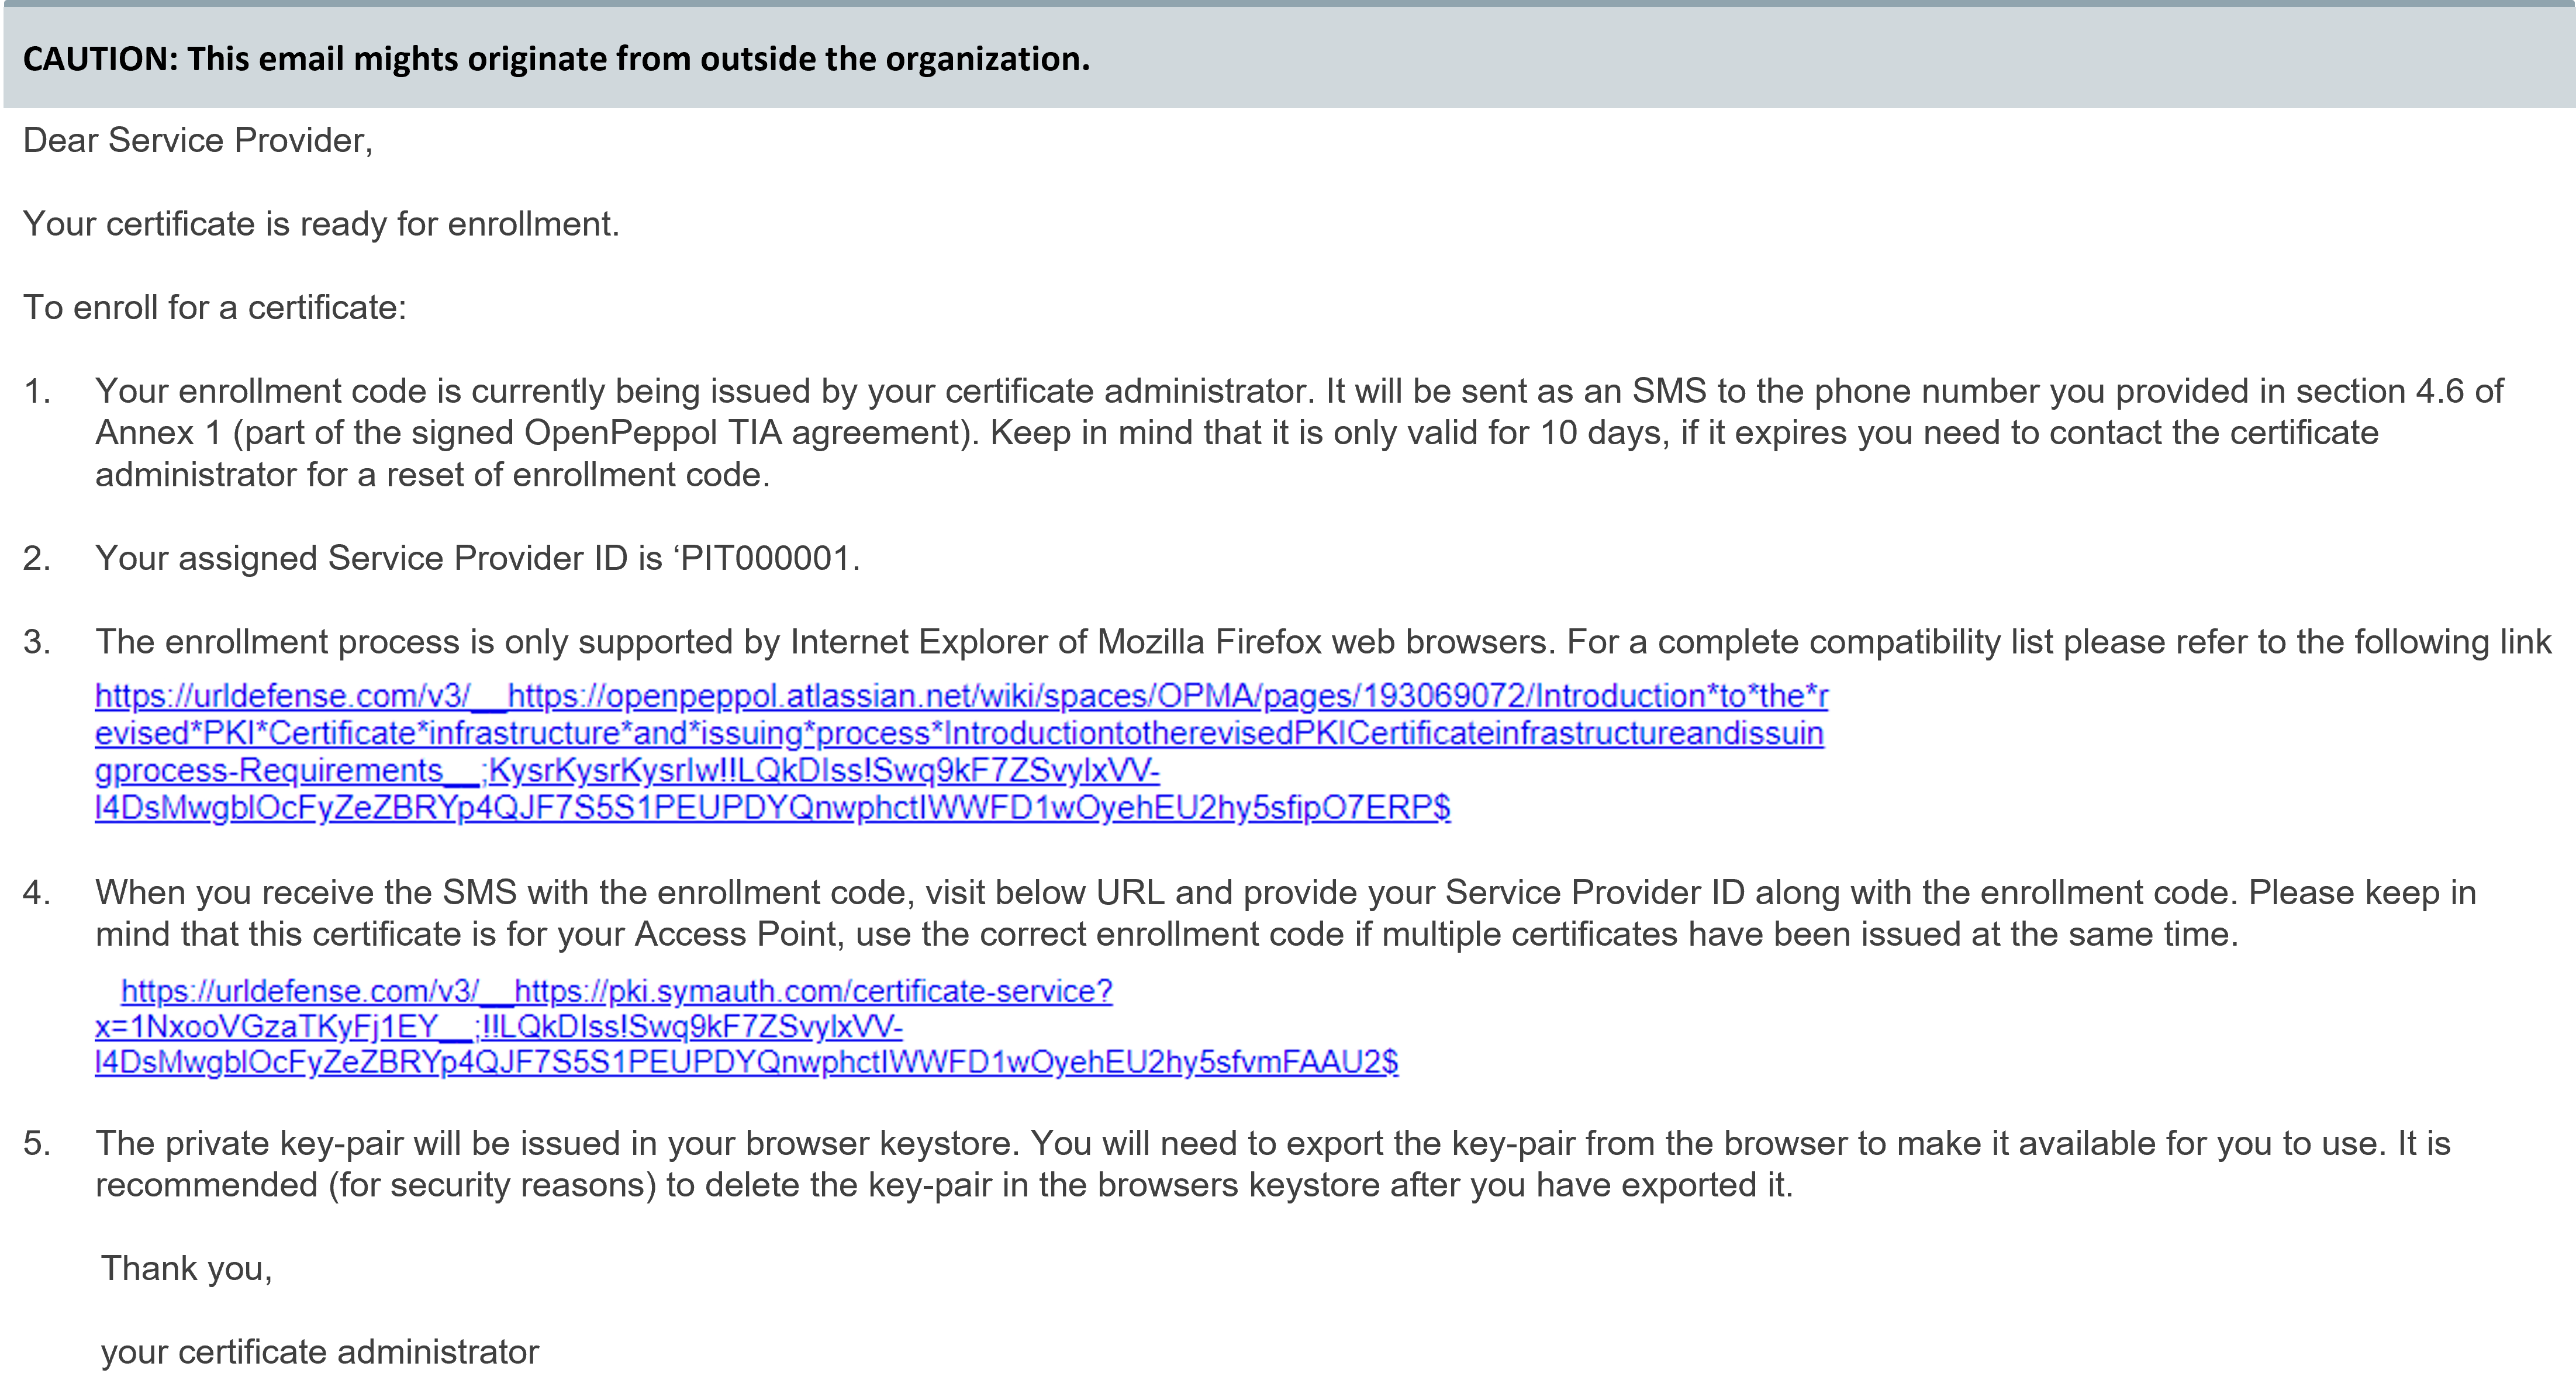 CAUTION: This email mights originate from outside the organization.
Dear Service Provider,
Your certificate is ready for enrollment.
To enroll for a certificate:
1. Your enrollment code is currently being issued by your certificate administrator. It will be sent as an SMS to the phone number you provided in section 4.6 of
Annex 1 (part of the signed OpenPeppol TIA agreement). Keep in mind that it is only valid for 10 days, if it expires you need to contact the certificate
administrator for a reset of enrollment code.
2. Your assigned Service Provider ID is ‘PIT000001.
3. The enrollment process is only supported by Internet Explorer of Mozilla Firefox web browsers. For a complete compatibility list please refer to the following link
https://urldefense.com/v3/__https://openpeppol.atlassian.net/wiki/spaces/OPMA/pages/193069072/Introduction*to*the*r
evised*PKI*Certificate*infrastructure*and*issuing*process*IntroductiontotherevisedPKICertificateinfrastructureandissuin
gprocess-Requirements__;KysrKysrKysrIw!!LQkDIss!Swq9kF7ZSvylxVV-
I4DsMwgblOcFyZeZBRYp4QJF7S5S1PEUPDYQnwphctIWWFD1wOyehEU2hy5sfipO7ERP$
4. When you receive the SMS with the enrollment code, visit below URL and provide your Service Provider ID along with the enrollment code. Please keep in
mind that this certificate is for your Access Point, use the correct enrollment code if multiple certificates have been issued at the same time.
https://urldefense.com/v3/__https://pki.symauth.com/certificate-service?
x=1NxooVGzaTKyFj1EY__;!!LQkDIss!Swq9kF7ZSvylxVV-
I4DsMwgblOcFyZeZBRYp4QJF7S5S1PEUPDYQnwphctIWWFD1wOyehEU2hy5sfvmFAAU2$
5. The private key-pair will be issued in your browser keystore. You will need to export the key-pair from the browser to make it available for you to use. It is
recommended (for security reasons) to delete the key-pair in the browsers keystore after you have exported it.
Thank you,
your certificate administrator